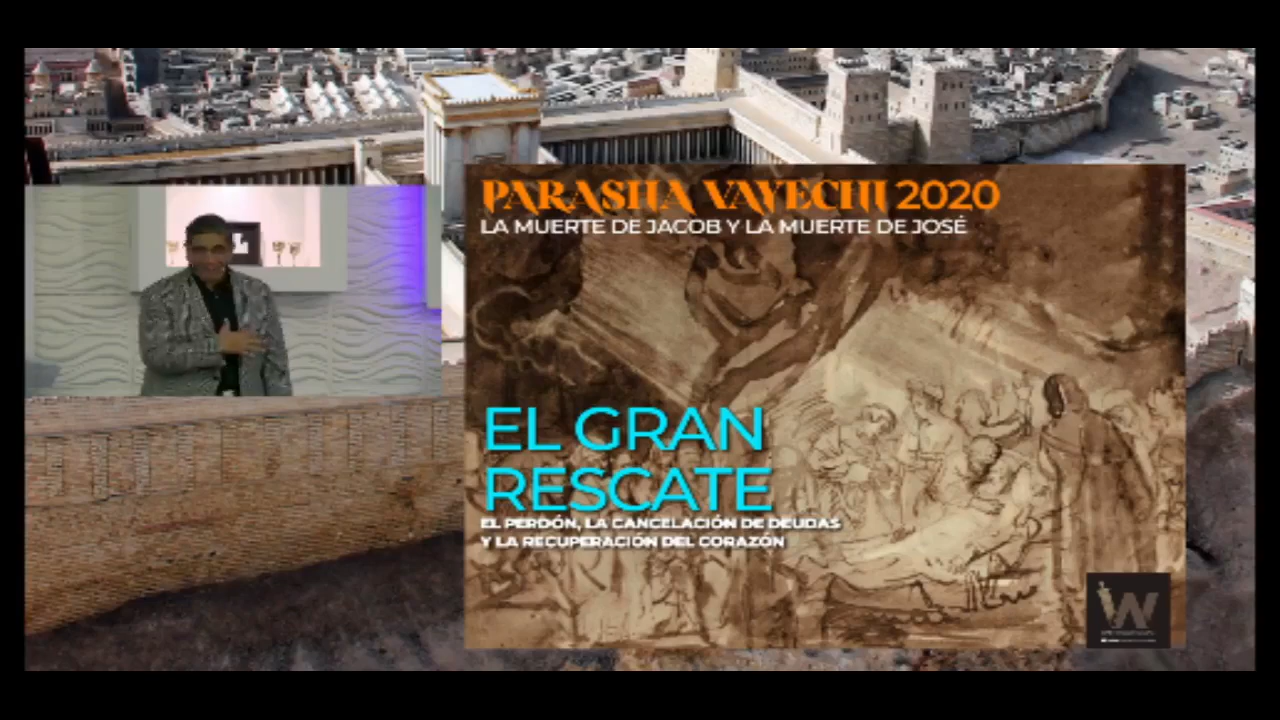 PARASHA VAYECHI 2020
LA MUERTE DE JACOB Y LA MUERTE DE JOSÉ
EL GRAN
RESCATE
EL PERDÓN, LA CANCELACIÓN DE DEUDAS
Y LA RECUPERACIÓN DEL CORAZÓN
W